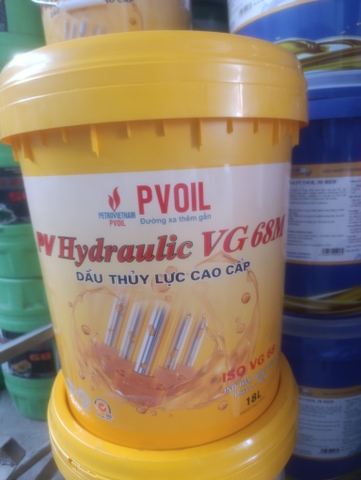 PETROVIETNAM
PVOIL
PVOIL
Đường xa thêm gần
PV Hydraulic VG 68M
DẦU THỦY LỰC CAO CẤP
ISO VG 68
18L